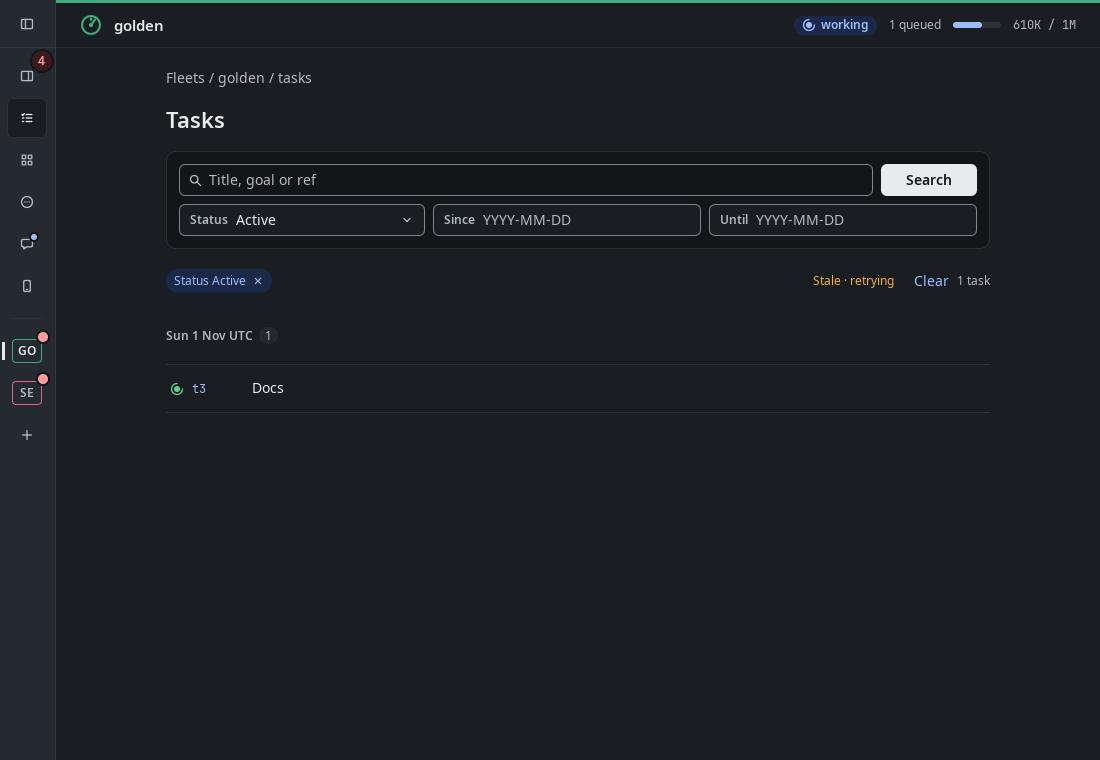 golden
working
1 queued
610K / 1M
4
Fleets / golden / tasks
Tasks
Title, goal or ref
Search
Status Active
Since YYYY-MM-DD
Until YYYY-MM-DD
Status Active ×
Stale · retrying
Clear
1 task
Sun 1 Nov UTC 1
GO
t3 Docs
SE